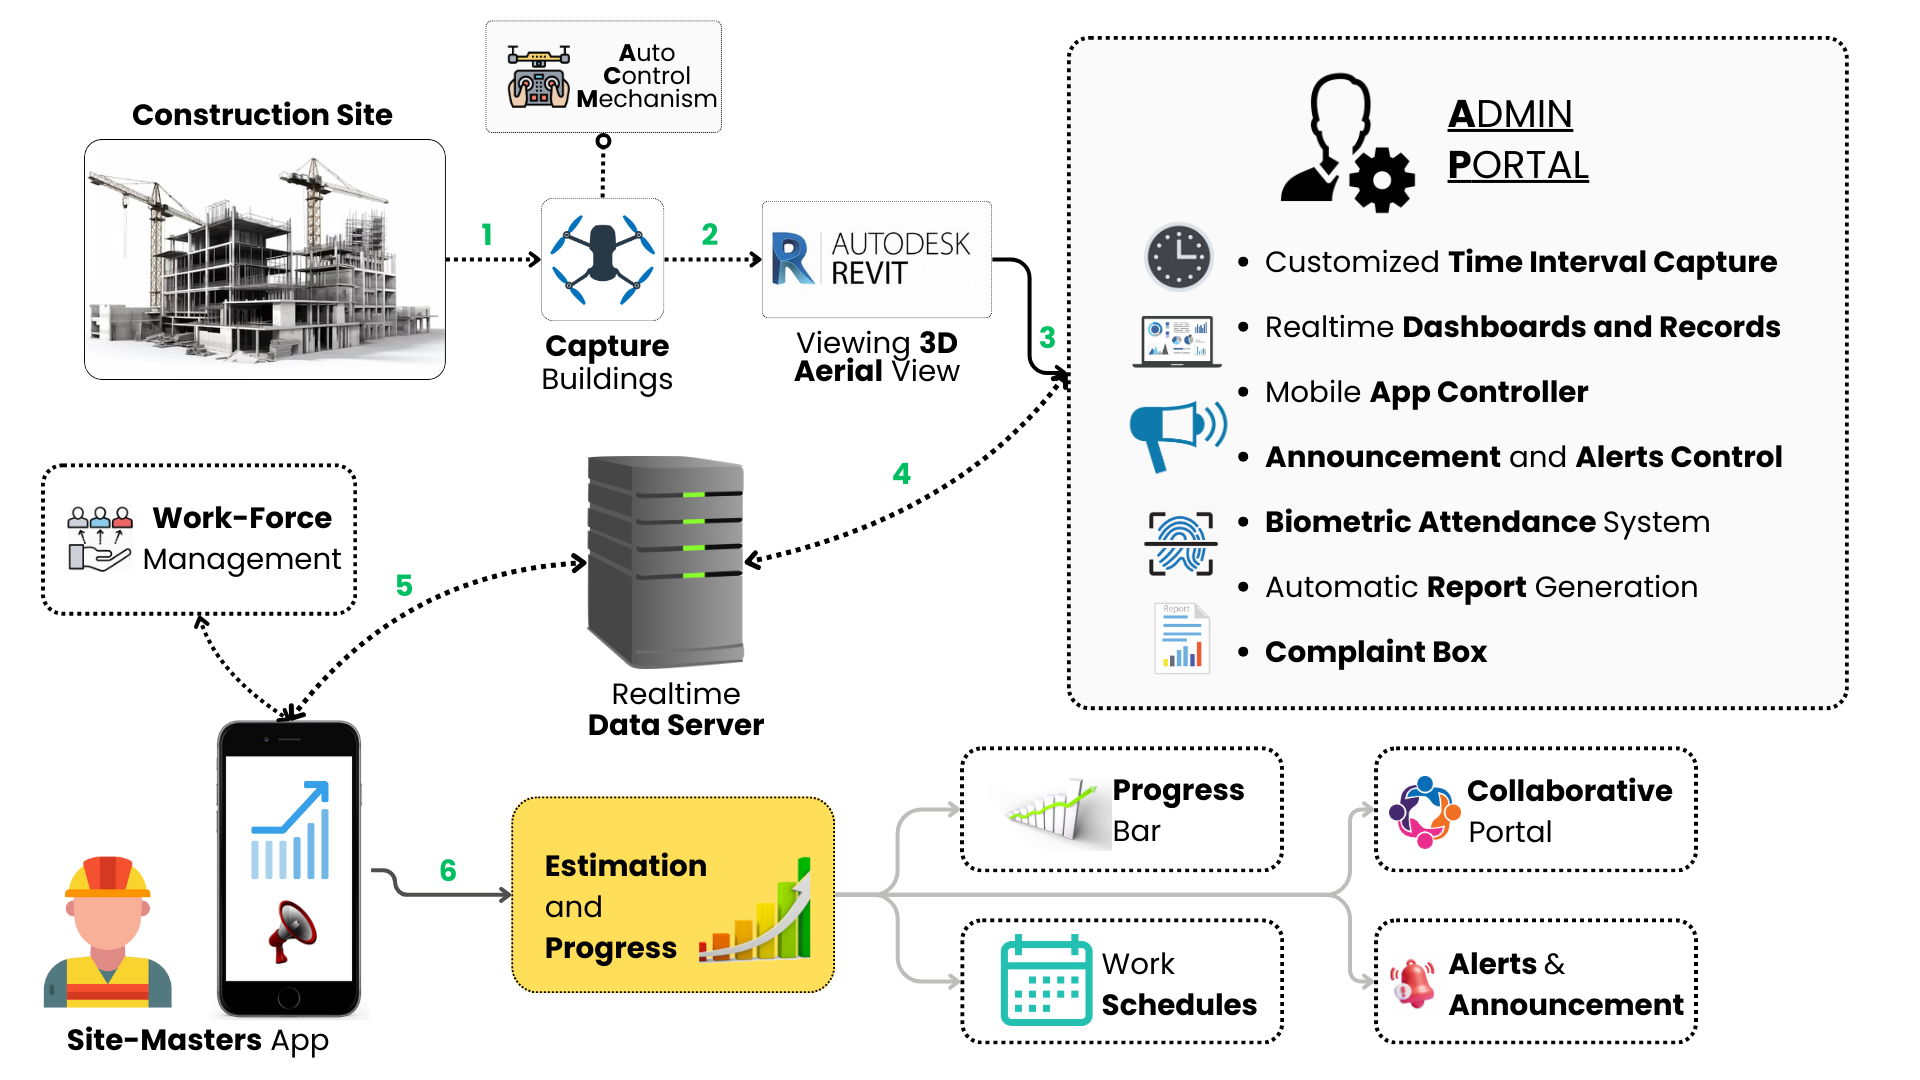 Auto
Control
Mechanism
Construction Site
1
Capture
Buildings
2
AUTODESK
REVIT
Viewing 3D
Aerial View
3
ADMIN
PORTAL
• Customized Time Interval Capture
• Realtime Dashboards and Records
• Mobile App Controller
• Announcement and Alerts Control
• Biometric Attendance System
• Automatic Report Generation
• Complaint Box
Report
4
Realtime
Data Server
5
Work-Force
Management
Site-Masters App
6
Estimation
and
Progress
Progress
Bar
Work
Schedules
Collaborative
Portal
Alerts &
Announcement